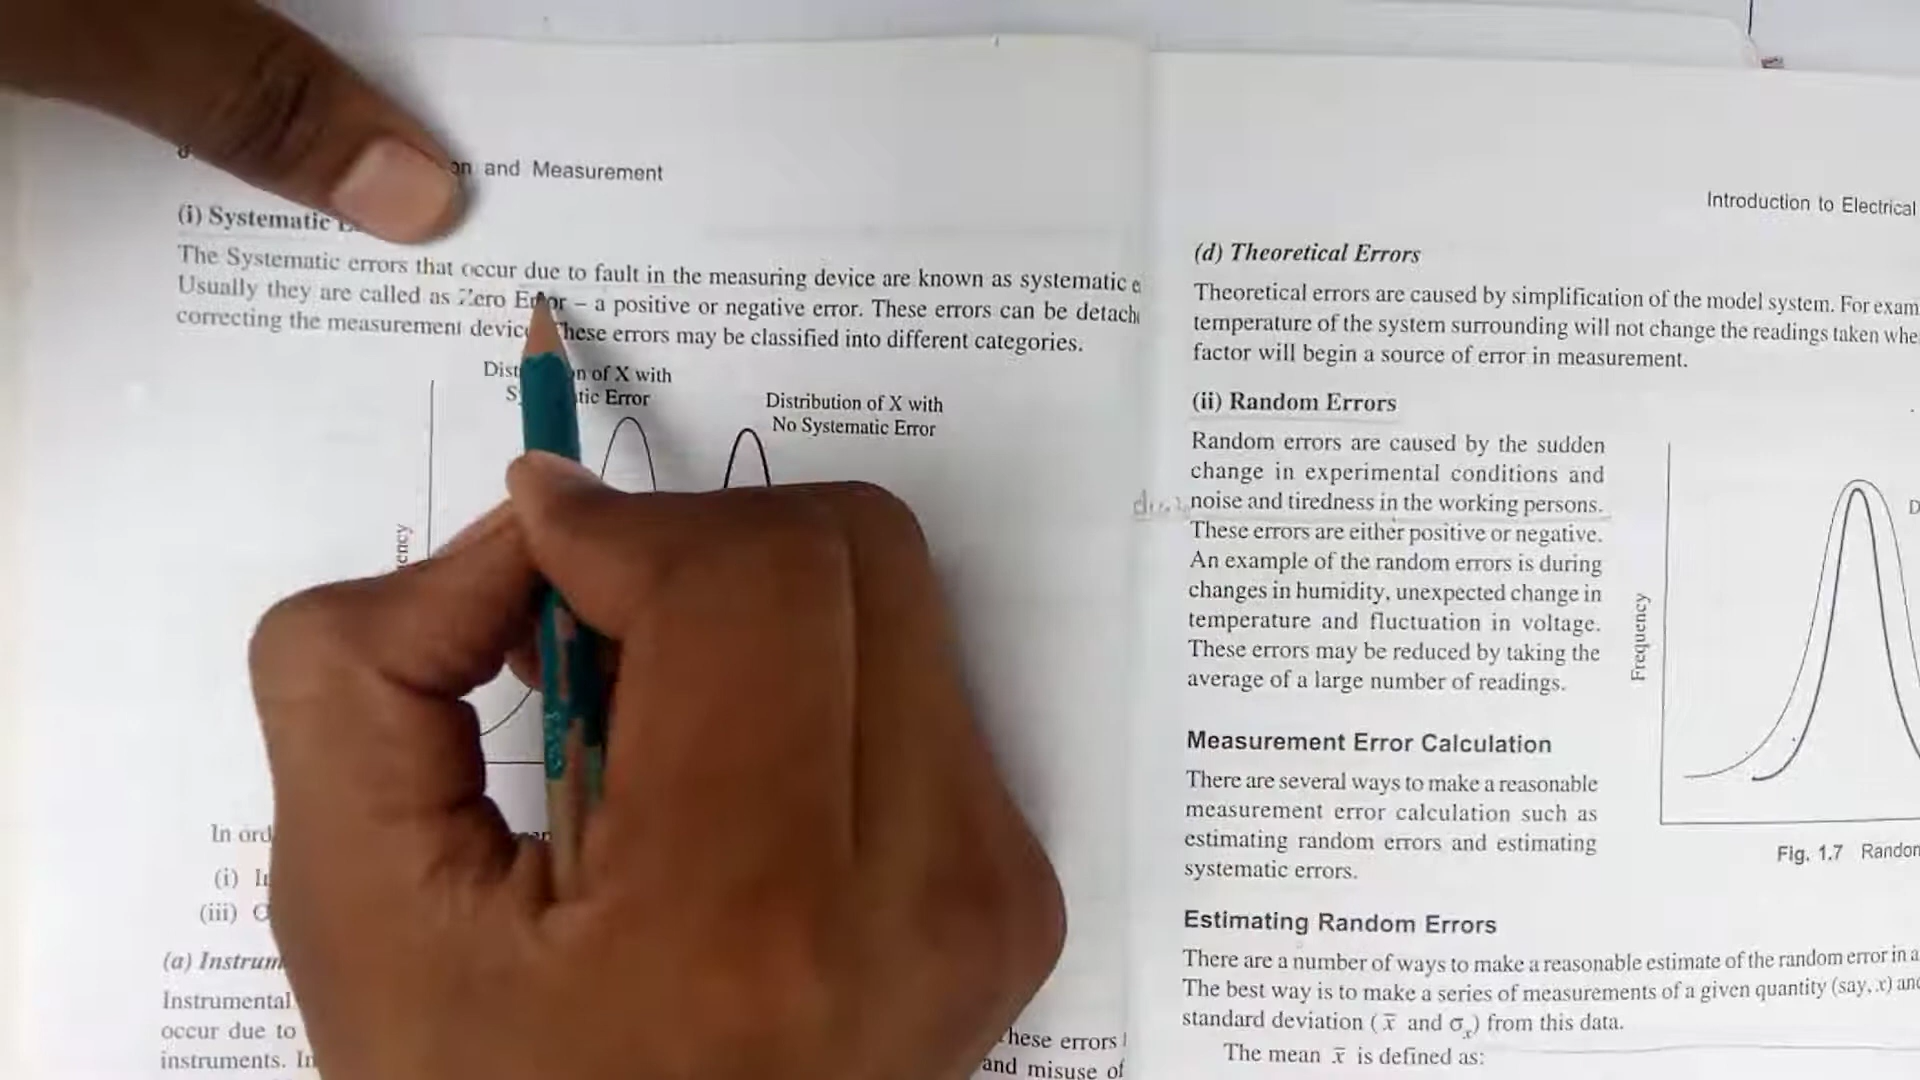 and Measurement
(i) Systematic
The Systematic errors that occur due to fault in the measuring device are known as systematic e
Usually they are called as Zero Error – a positive or negative error. These errors can be detach
correcting the measurement device These errors may be classified into different categories.
of X with
Error
Distribution of X with
No Systematic Error
In ord
(i)
(iii)
(a) Instrum
Instrumental
occur due to
instruments. In
hese errors
and misuse of
Introduction to Electrical
(d) Theoretical Errors
Theoretical errors are caused by simplification of the model system. For exam
temperature of the system surrounding will not change the readings taken whe
factor will begin a source of error in measurement.
(ii) Random Errors
Random errors are caused by the sudden
change in experimental conditions and
noise and tiredness in the working persons.
These errors are either positive or negative.
An example of the random errors is during
changes in humidity, unexpected change in
temperature and fluctuation in voltage.
These errors may be reduced by taking the
average of a large number of readings.
Frequency
D
Fig. 1.7 Random
Measurement Error Calculation
There are several ways to make a reasonable
measurement error calculation such as
estimating random errors and estimating
systematic errors.
Estimating Random Errors
There are a number of ways to make a reasonable estimate of the random error in a
The best way is to make a series of measurements of a given quantity (say, x) and
standard deviation (x̄ and σₓ) from this data.
The mean x̄ is defined as: